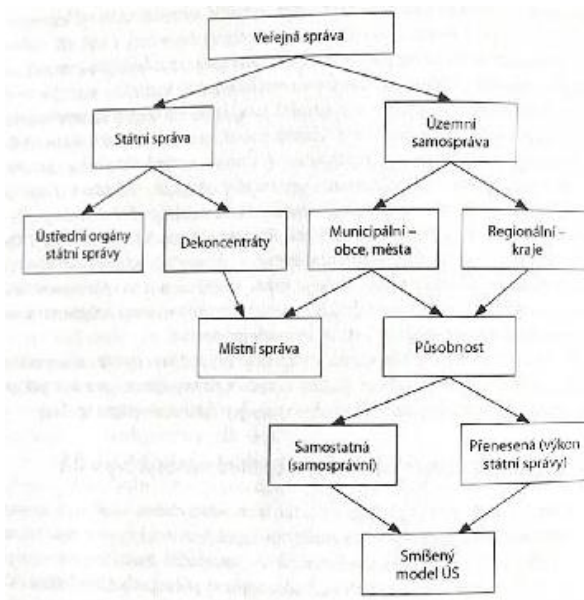 Veřejná správa
Státní správa
Územní
samospráva
Ústřední orgány
státní správy
Dekoncentráty
Municipální –
obce, města
Regionální –
kraje
Místní správa
Působnost
Samostatná
(samosprávní)
Přenesená (výkon
státní správy)
Smíšený
model ÚS